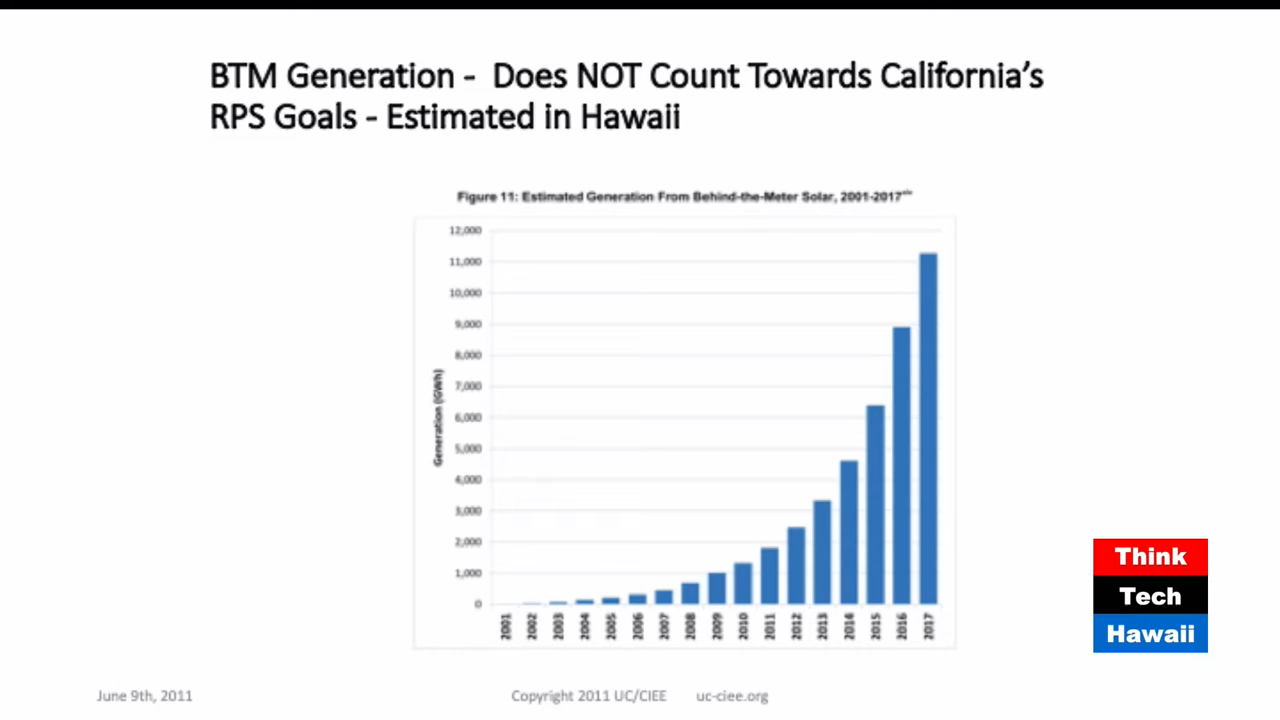 BTM Generation - Does NOT Count Towards California's
RPS Goals - Estimated in Hawaii
Figure 11: Estimated Generation From Behind-the-Meter Solar, 2001-2017
12,000
11,000
10,000
9,000
8,000
7,000
6,000
5,000
4,000
3,000
2,000
1,000
0
Generation (GWh)
2001 2002 2003 2004 2005 2006 2007 2008 2009 2010 2011 2012 2013 2014 2015 2016 2017
Think
Tech
Hawaii
June 9th, 2011 Copyright 2011 UC/CIEE uc-ciee.org